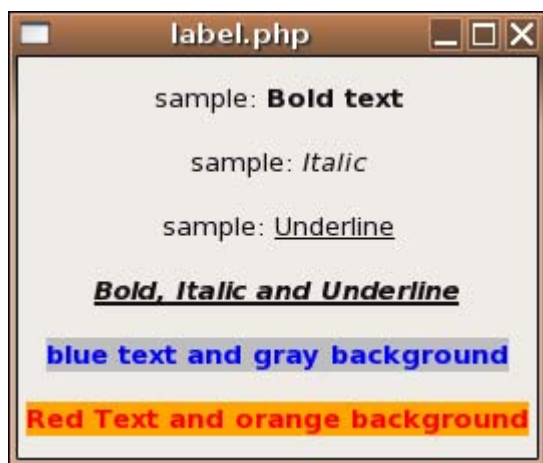 label.php
sample: Bold text
sample: Italic
sample: Underline
Bold, Italic and Underline
blue text and gray background
Red Text and orange background